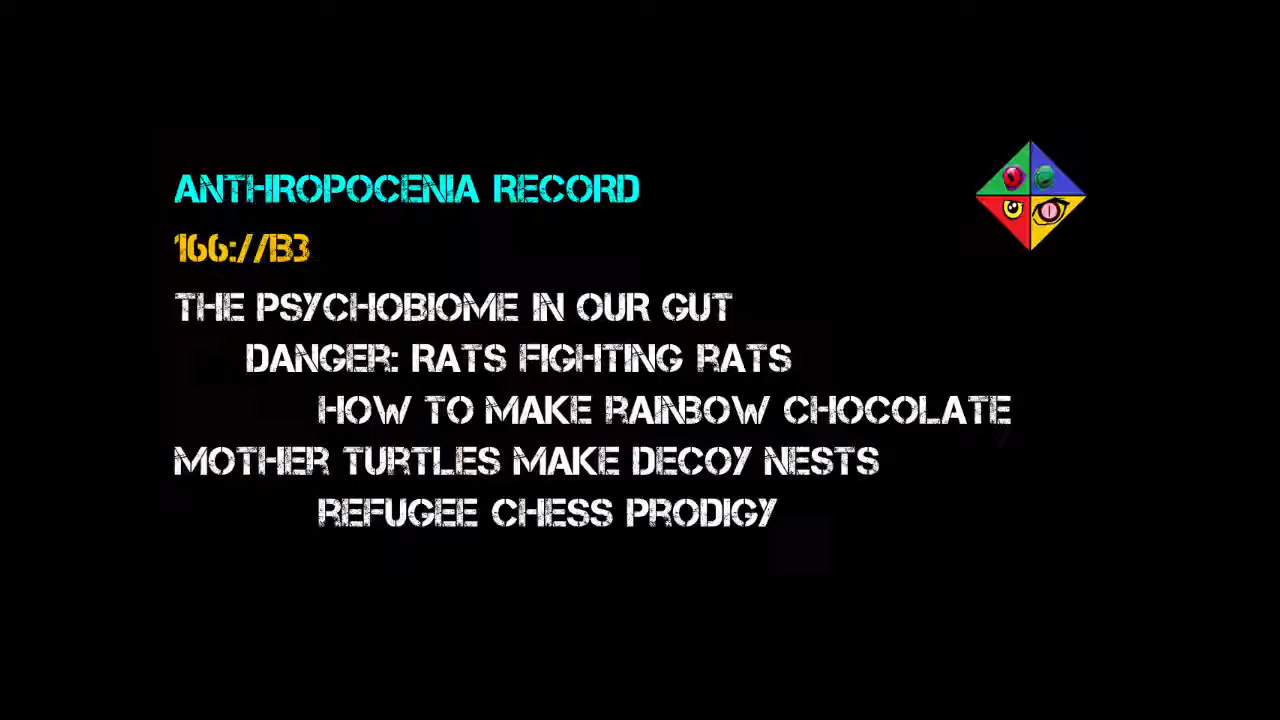 ANTHROPOCENIA RECORD
166://B3
THE PSYCHOBIOME IN OUR GUT
DANGER: RATS FIGHTING RATS
HOW TO MAKE RAINBOW CHOCOLATE
MOTHER TURTLES MAKE DECOY NESTS
REFUGEE CHESS PRODIGY